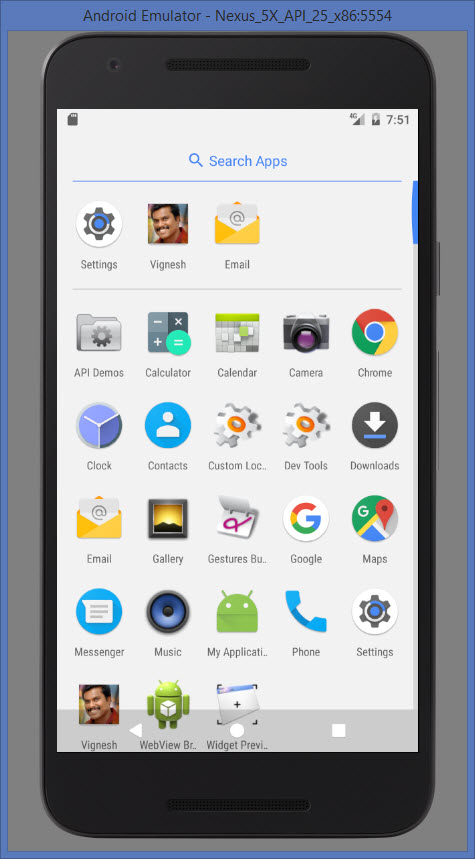 Android Emulator - Nexus_5X_API_25_x86:5554
4G 7:51
Search Apps
Settings Vignesh Email
API Demos Calculator Calendar Camera Chrome
Clock Contacts Custom Loc.. Dev Tools Downloads
Email Gallery Gestures Bu.. Google Maps
Messenger Music My Applicati.. Phone Settings
Vignesh WebView Br.. Widget Previ..